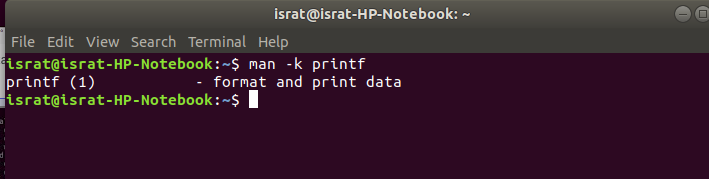 israt@israt-HP-Notebook: ~
File Edit View Search Terminal Help
israt@israt-HP-Notebook:~$ man -k printf
printf (1)           - format and print data
israt@israt-HP-Notebook:~$